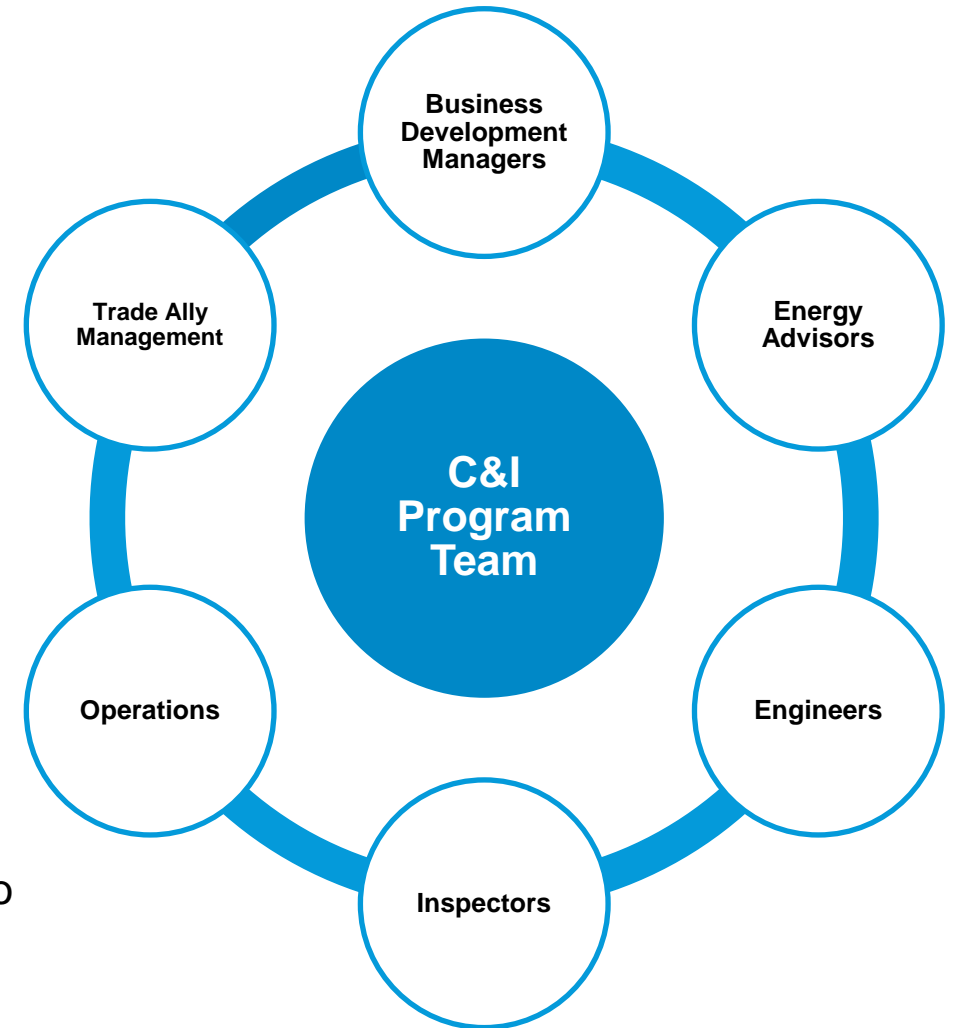 Business
Development
Managers
Energy
Advisors
Trade Ally
Management
C&I
Program
Team
Operations
Engineers
Inspectors